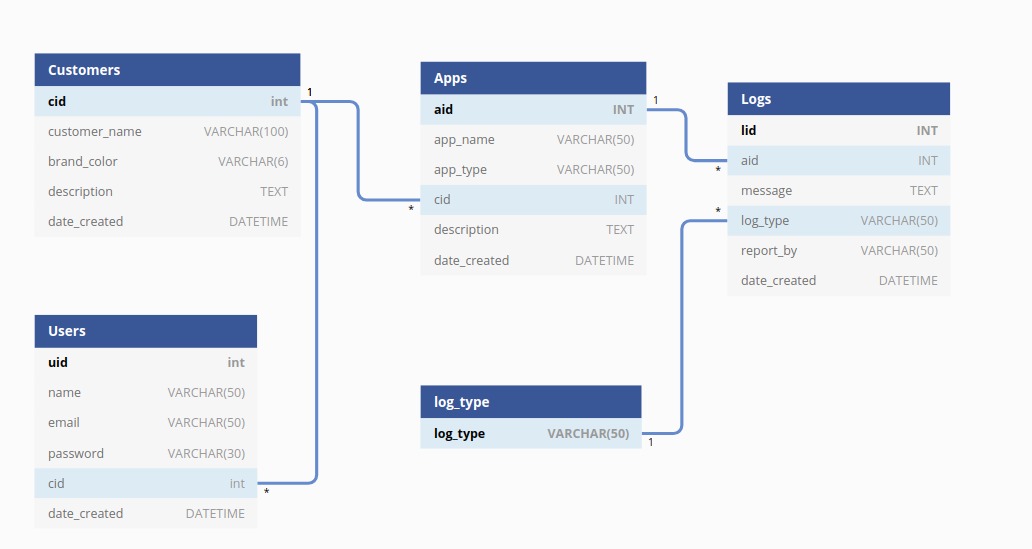 Customers
cid int
customer_name VARCHAR(100)
brand_color VARCHAR(6)
description TEXT
date_created DATETIME
1
*
Apps
aid INT
app_name VARCHAR(50)
app_type VARCHAR(50)
cid INT
description TEXT
date_created DATETIME
1
*
Logs
lid INT
aid INT
message TEXT
log_type VARCHAR(50)
report_by VARCHAR(50)
date_created DATETIME
*
Users
uid int
name VARCHAR(50)
email VARCHAR(50)
password VARCHAR(30)
cid int
date_created DATETIME
*
log_type
log_type VARCHAR(50)
1